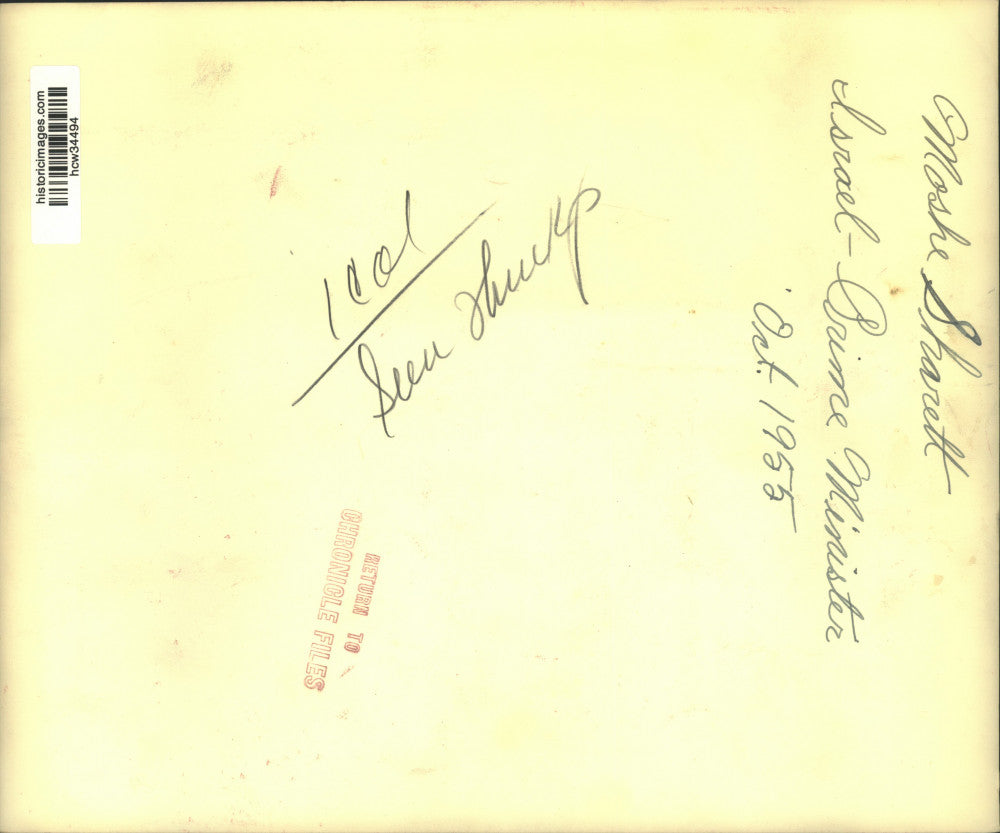 Moshe Sharett
Israel - Prime Minister
Oct. 1955
1 col
RETURN TO
CHRONICLE FILES
historicimages.com
hcw34494